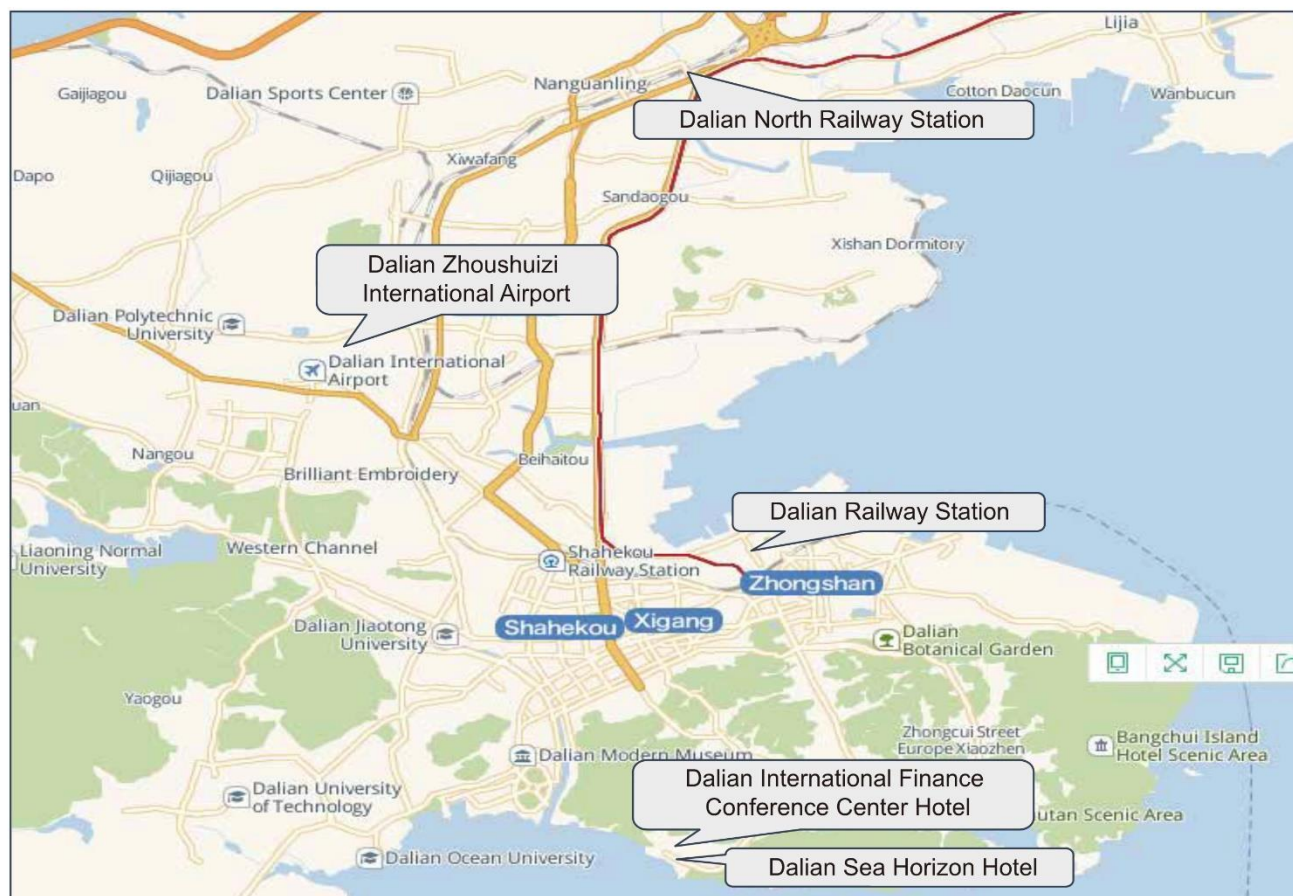 Lijia
Nanguanling
Gaijiagou
Dalian Sports Center
Cotton Daocun
Wanbucun
Dalian North Railway Station
Xiwafang
Dapo
Qijiagou
Sandaogou
Xishan Dormitory
Dalian Zhoushuizi
International Airport
Dalian Polytechnic
University
Dalian International
Airport
uan
Nangou
Beihaitou
Brilliant Embroidery
Dalian Railway Station
Liaoning Normal
University
Western Channel
Shahekou
Railway Station
Zhongshan
Shahekou
Xigang
Dalian Jiaotong
University
Dalian
Botanical Garden
Yaogou
Zhongcui Street
Europe Xiaozhen
Bangchui Island
Hotel Scenic Area
Dalian Modern Museum
Dalian International Finance
Conference Center Hotel
Dalian University
of Technology
utan Scenic Area
Dalian Ocean University
Dalian Sea Horizon Hotel